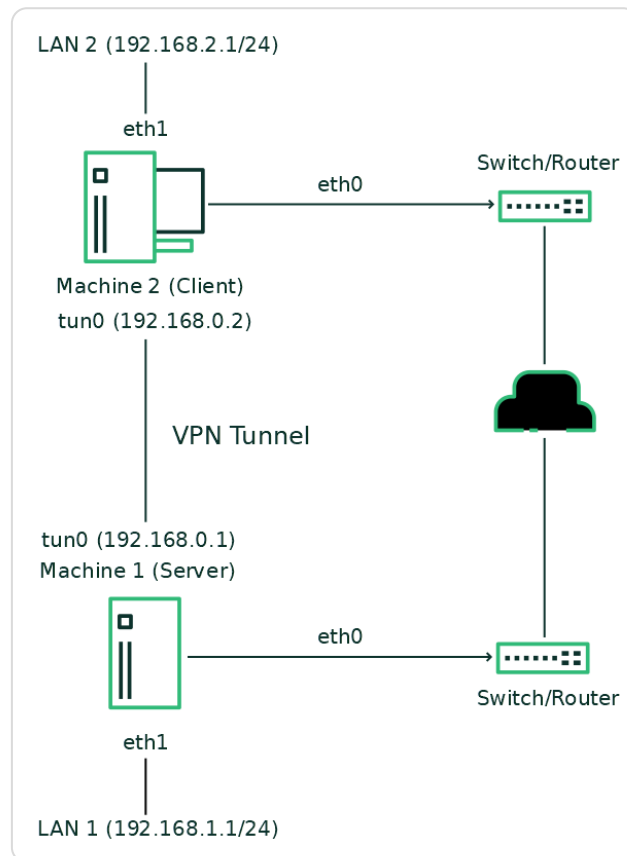 LAN 2 (192.168.2.1/24)
eth1
Switch/Router
eth0
Machine 2 (Client)
tun0 (192.168.0.2)
VPN Tunnel
tun0 (192.168.0.1)
Machine 1 (Server)
eth0
Switch/Router
eth1
LAN 1 (192.168.1.1/24)